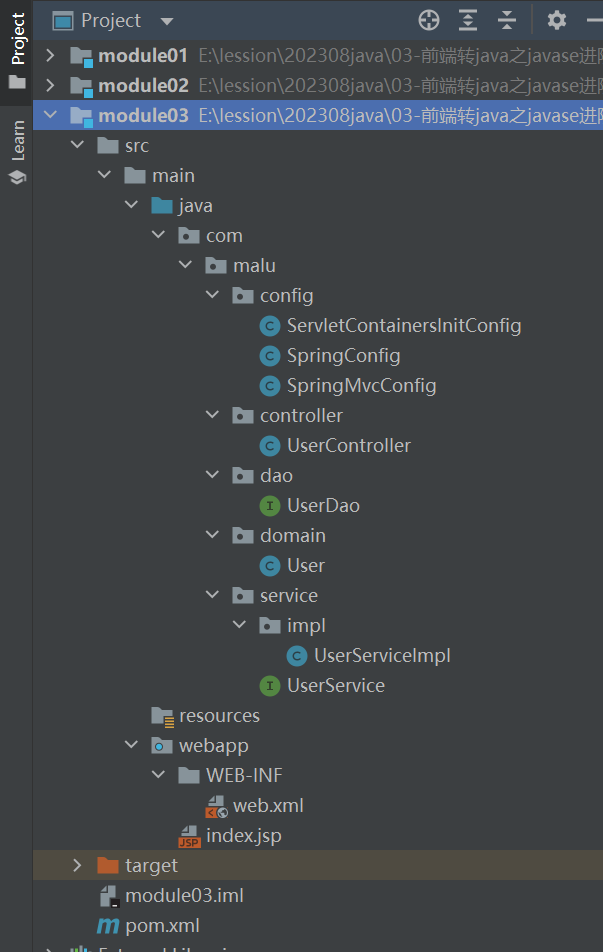 Project
Project
Learn
module01 E:\lession\202308java\03-前端转java之javase进阶
module02 E:\lession\202308java\03-前端转java之javase进阶
module03 E:\lession\202308java\03-前端转java之javase进阶
src
main
java
com
malu
config
C ServletContainersInitConfig
C SpringConfig
C SpringMvcConfig
controller
C UserController
dao
I UserDao
domain
C User
service
impl
C UserServiceImpl
I UserService
resources
webapp
WEB-INF
web.xml
JSP index.jsp
target
module03.iml
m pom.xml